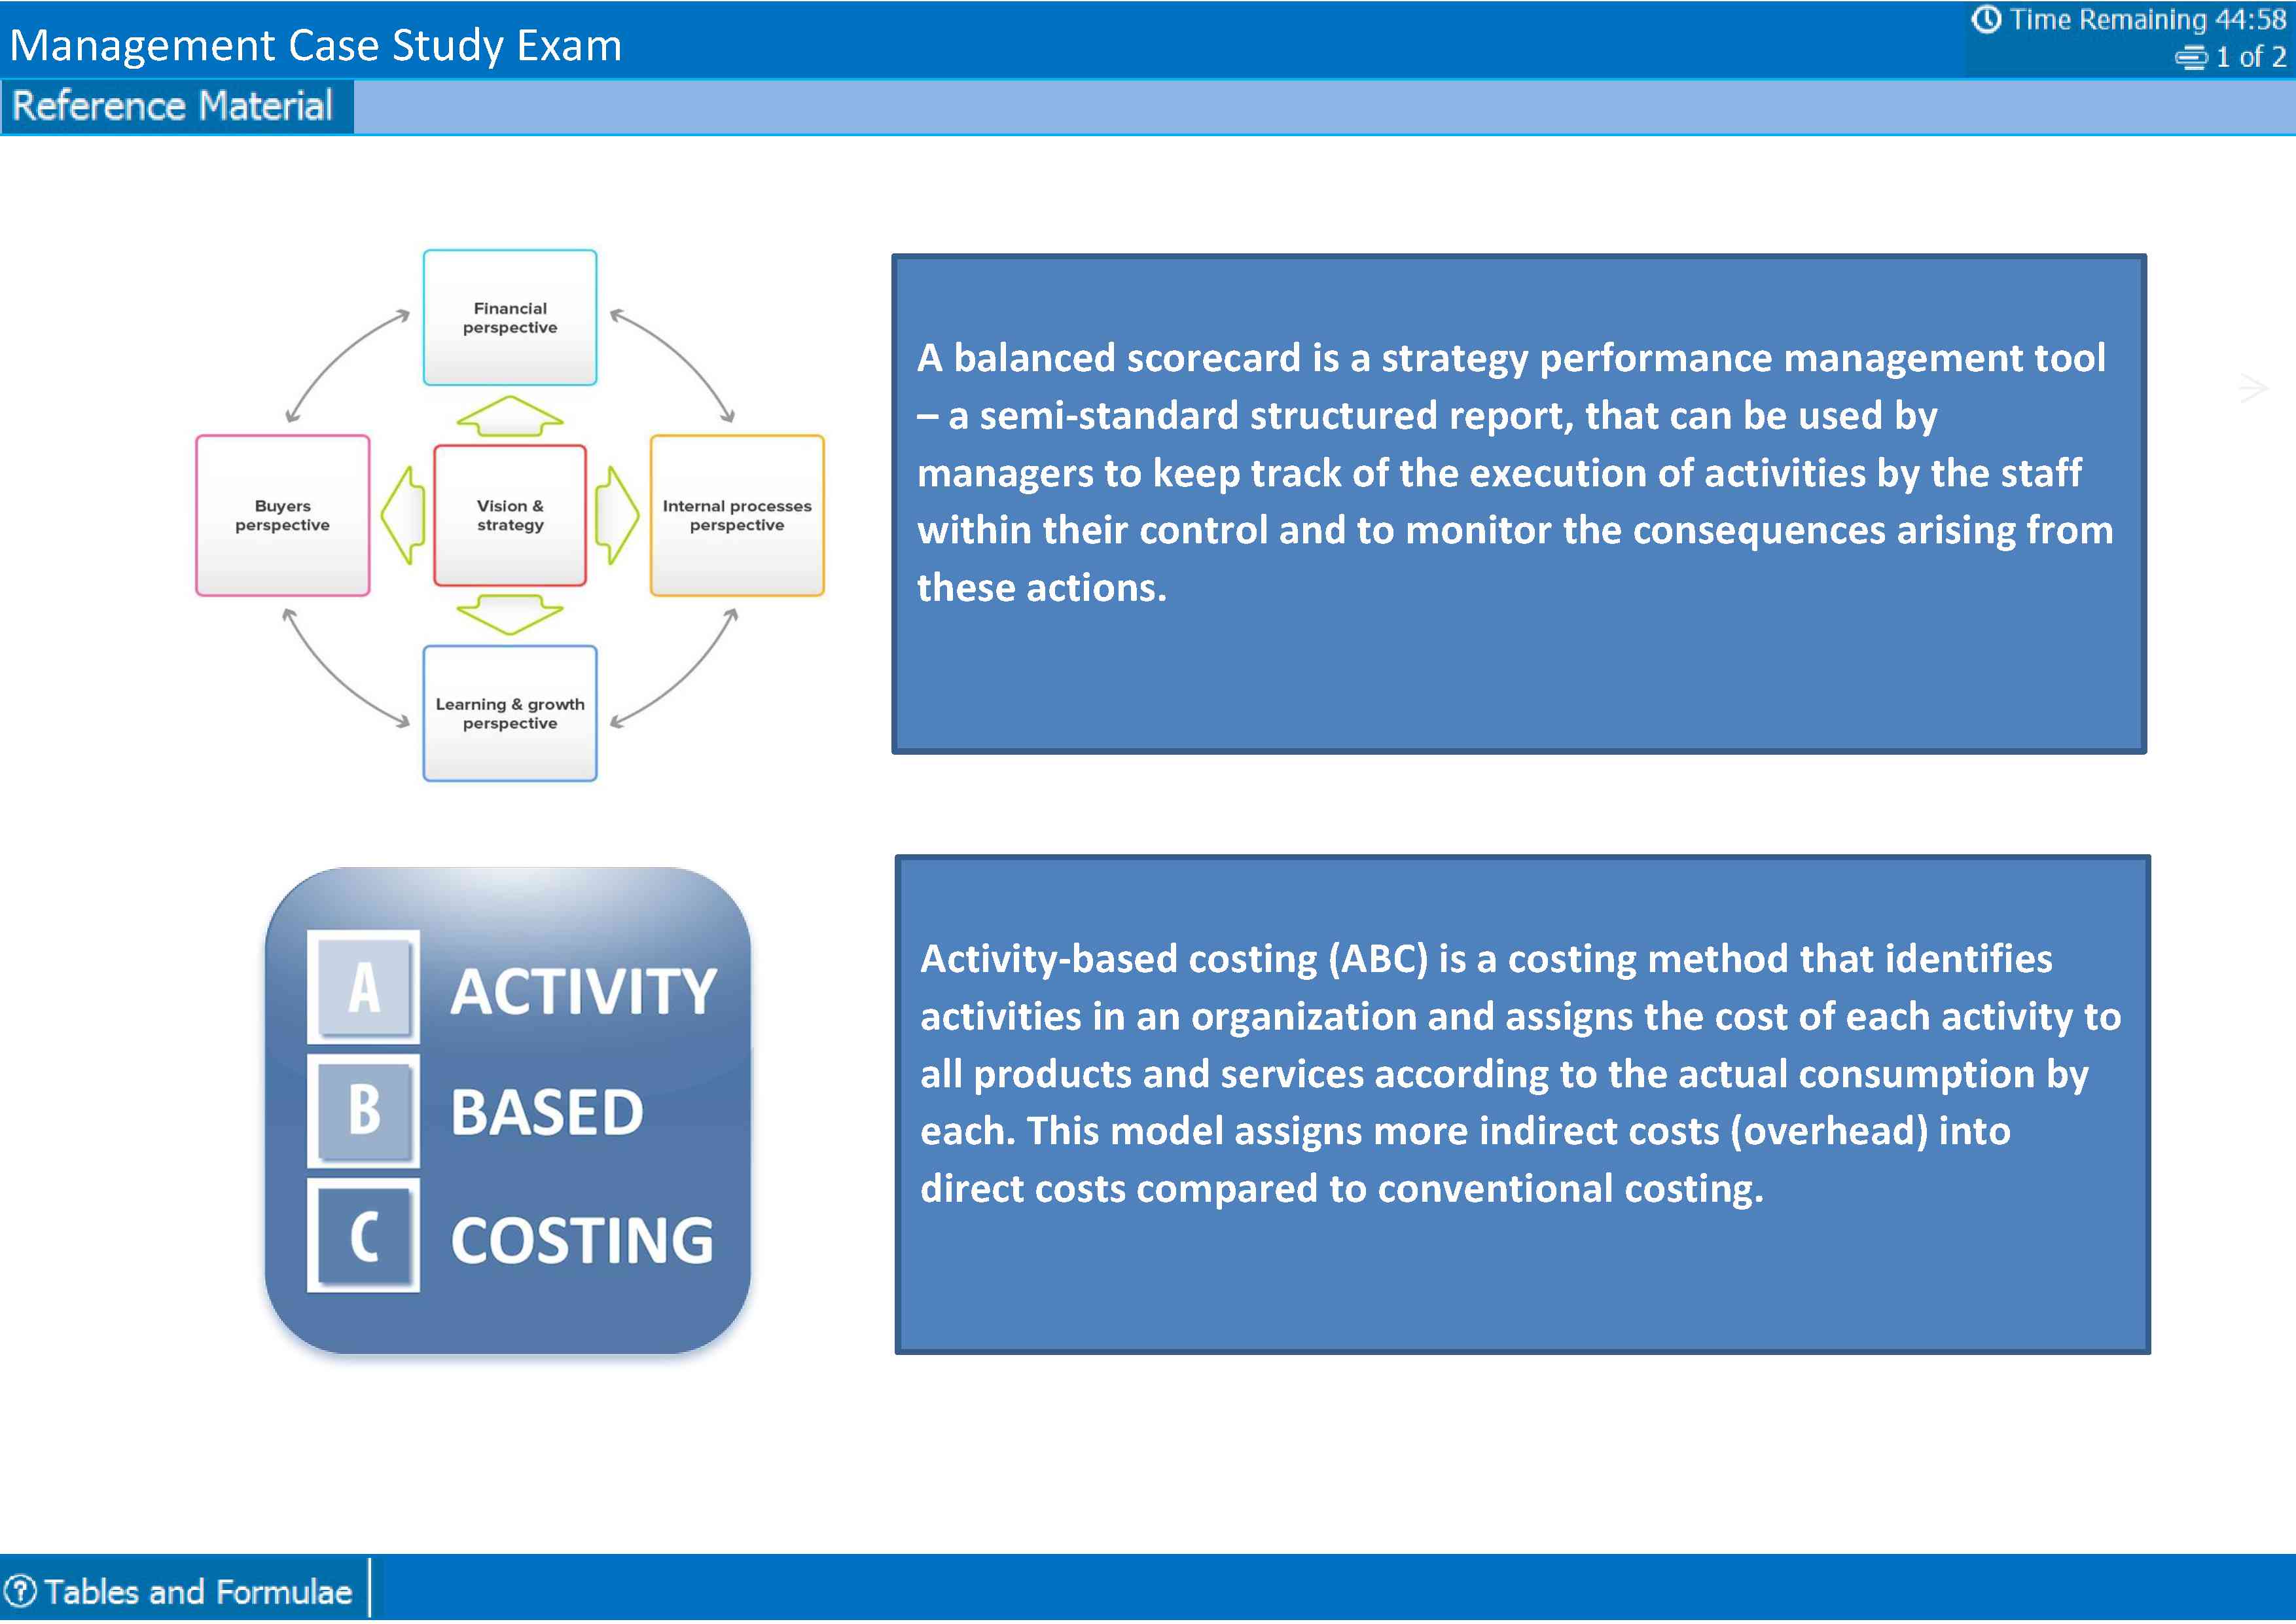 Management Case Study Exam
Time Remaining 44:58
1 of 2
Reference Material
Financial
perspective
Buyers
perspective
Vision &
strategy
Internal processes
perspective
Learning & growth
perspective
A balanced scorecard is a strategy performance management tool
– a semi-standard structured report, that can be used by
managers to keep track of the execution of activities by the staff
within their control and to monitor the consequences arising from
these actions.
A ACTIVITY
B BASED
C COSTING
Activity-based costing (ABC) is a costing method that identifies
activities in an organization and assigns the cost of each activity to
all products and services according to the actual consumption by
each. This model assigns more indirect costs (overhead) into
direct costs compared to conventional costing.
Tables and Formulae